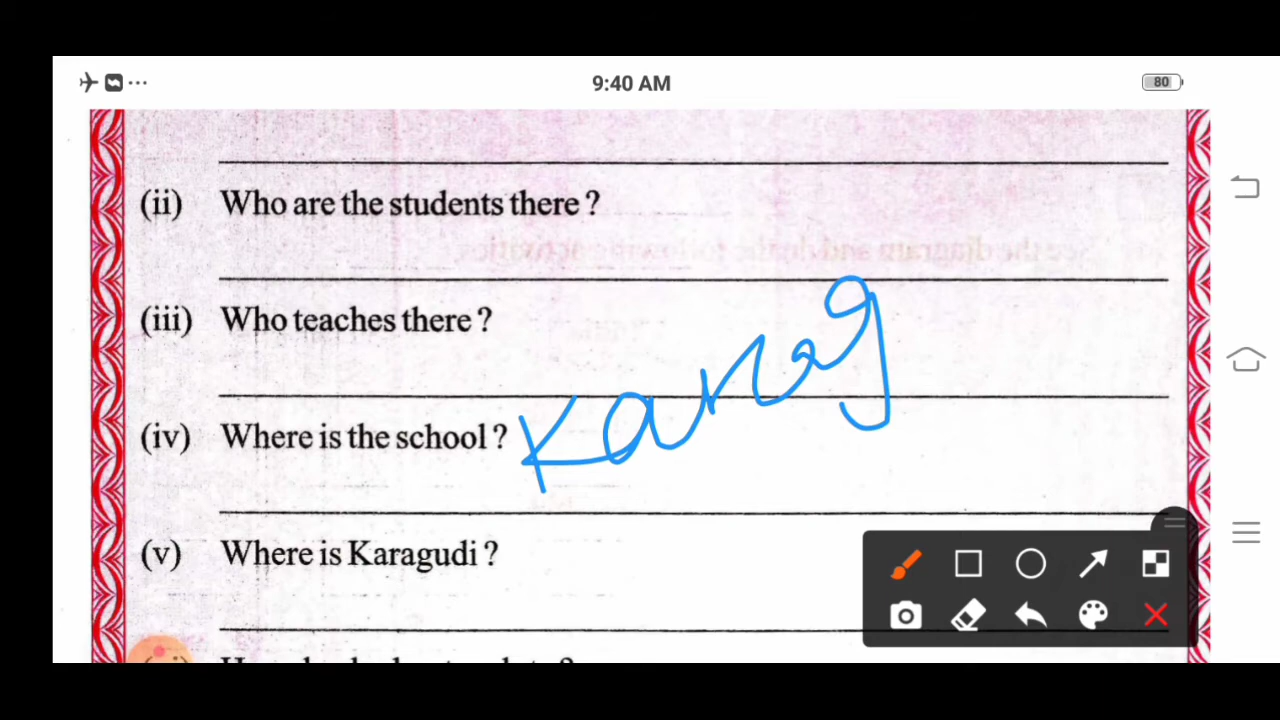 9:40 AM
80
(ii) Who are the students there ?
(iii) Who teaches there ?
(iv) Where is the school ?
Karag
(v) Where is Karagudi ?